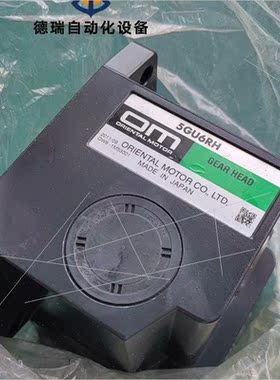 德瑞自动化设备
5GU6RH
om
ORIENTAL MOTOR
GEAR HEAD
ORIENTAL MOTOR CO., LTD.
MADE IN JAPAN